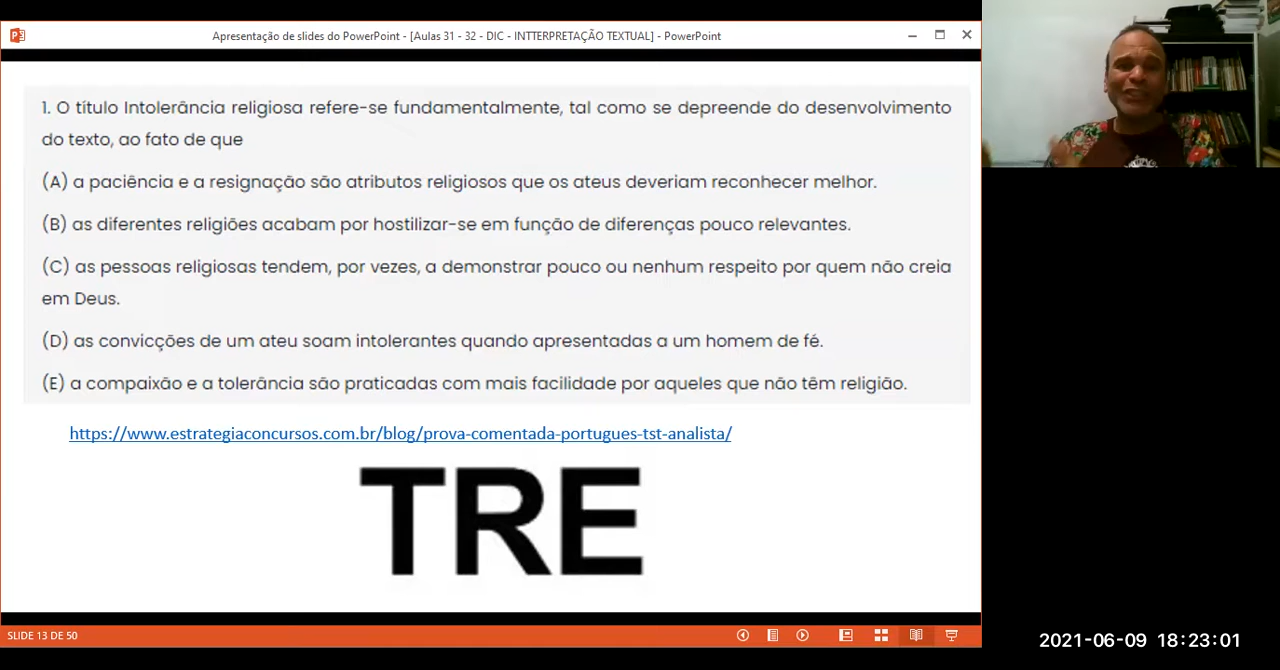 Apresentação de slides do PowerPoint - [Aulas 31 - 32 - DIC - INTTERPRETAÇÃO TEXTUAL] - PowerPoint
1. O título Intolerância religiosa refere-se fundamentalmente, tal como se depreende do desenvolvimento
do texto, ao fato de que
(A) a paciência e a resignação são atributos religiosos que os ateus deveriam reconhecer melhor.
(B) as diferentes religiões acabam por hostilizar-se em função de diferenças pouco relevantes.
(C) as pessoas religiosas tendem, por vezes, a demonstrar pouco ou nenhum respeito por quem não creia
em Deus.
(D) as convicções de um ateu soam intolerantes quando apresentadas a um homem de fé.
(E) a compaixão e a tolerância são praticadas com mais facilidade por aqueles que não têm religião.
https://www.estrategiaconcursos.com.br/blog/prova-comentada-portugues-tst-analista/
TRE
SLIDE 13 DE 50
2021-06-09 18:23:01